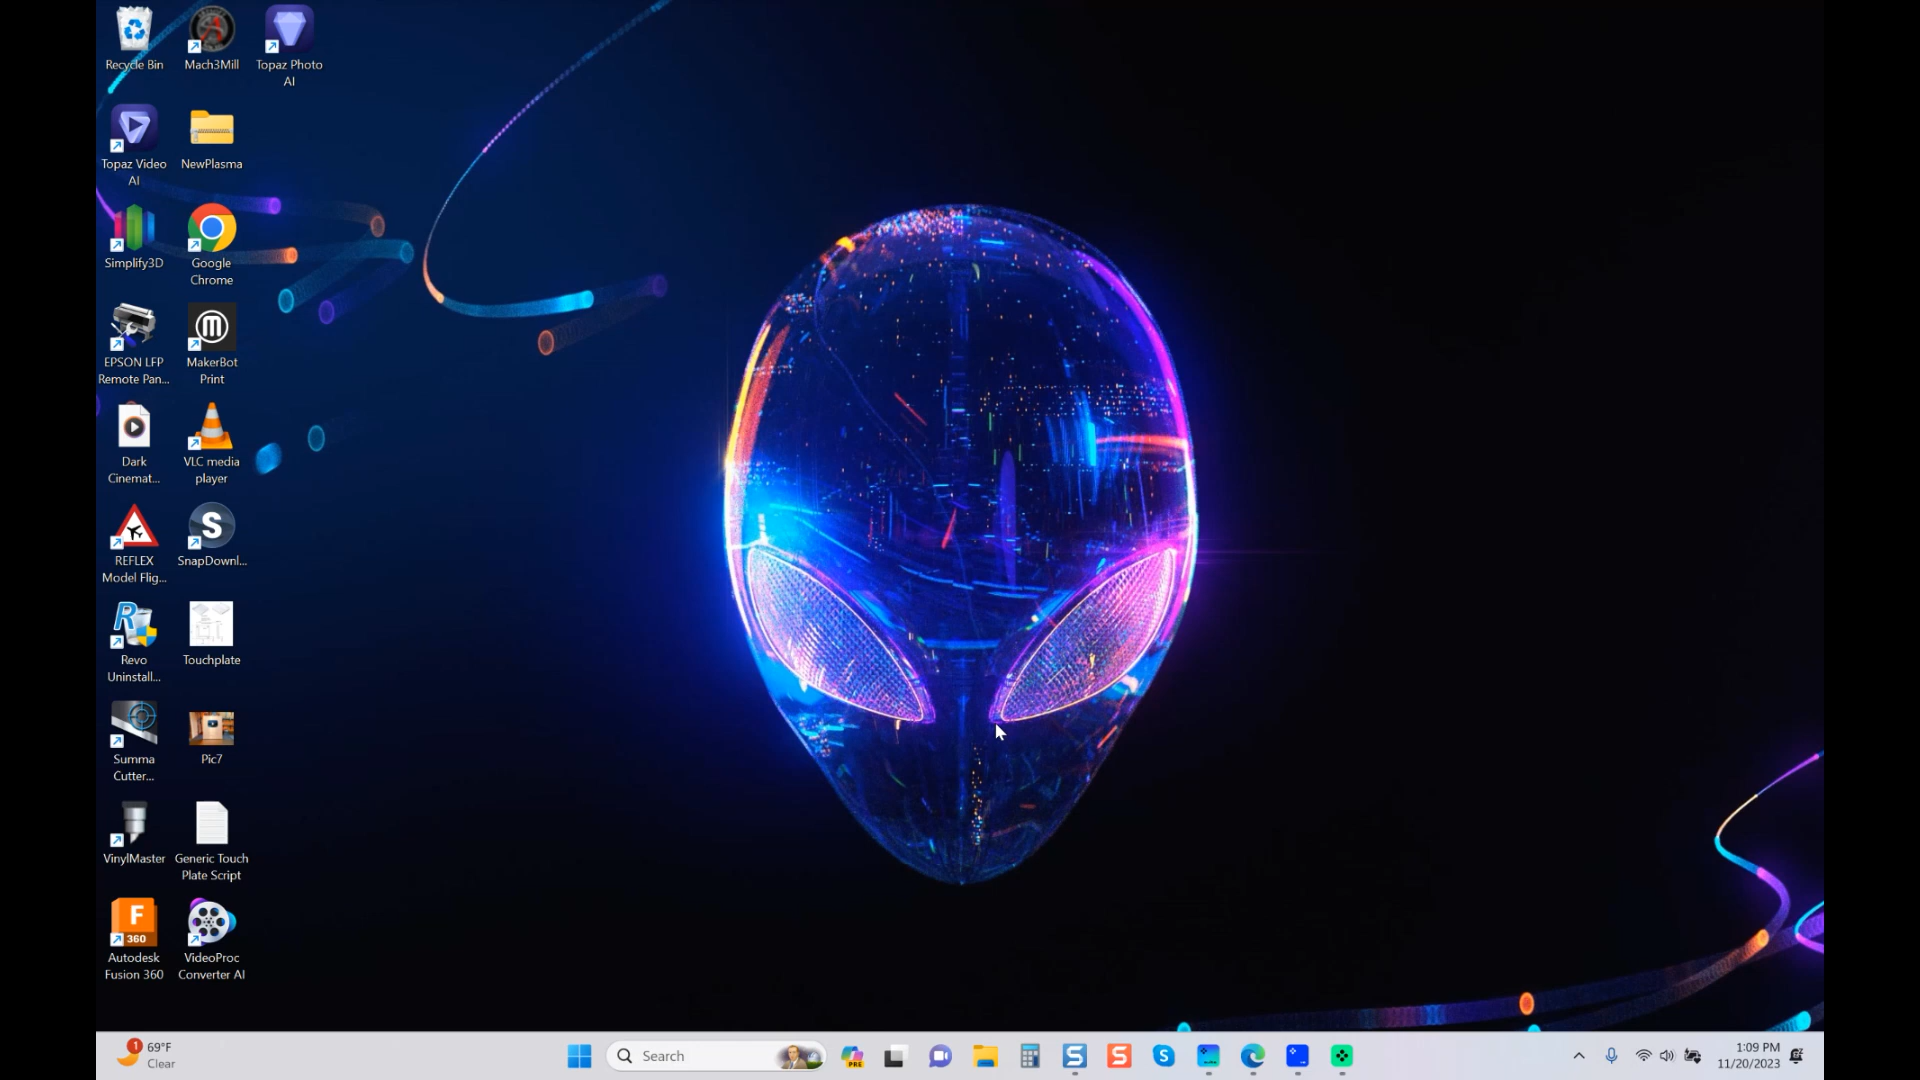 Recycle Bin
Mach3Mill
Topaz Photo
AI
Topaz Video
AI
NewPlasma
Simplify3D
Google
Chrome
EPSON LFP
Remote Pan...
MakerBot
Print
Dark
Cinemat...
VLC media
player
REFLEX
Model Flig...
S
SnapDownl...
R
Revo
Uninstall...
Touchplate
Summa
Cutter...
Pic7
VinylMaster
Generic Touch
Plate Script
F
360
Autodesk
Fusion 360
VideoProc
Converter AI
1
69°F
Clear
Search
PRE
S
S
S
1:09 PM
11/20/2023